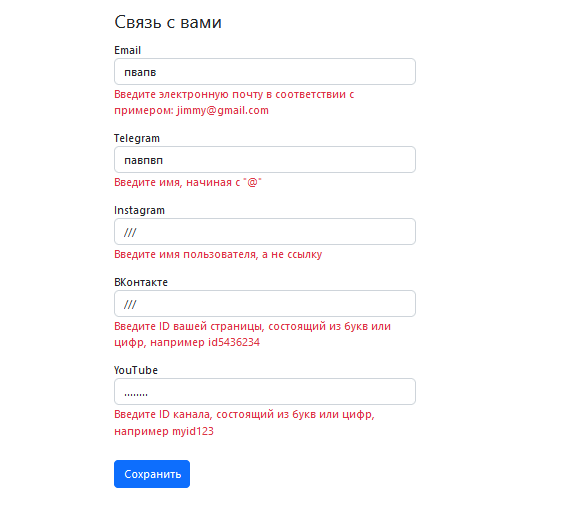 Связь с вами
Email
пвапв
Введите электронную почту в соответствии с
примером: jimmy@gmail.com
Telegram
павпвп
Введите имя, начиная с "@"
Instagram
///
Введите имя пользователя, а не ссылку
ВКонтакте
///
Введите ID вашей страницы, состоящий из букв или
цифр, например id5436234
YouTube
........
Введите ID канала, состоящий из букв или цифр,
например myid123
Сохранить